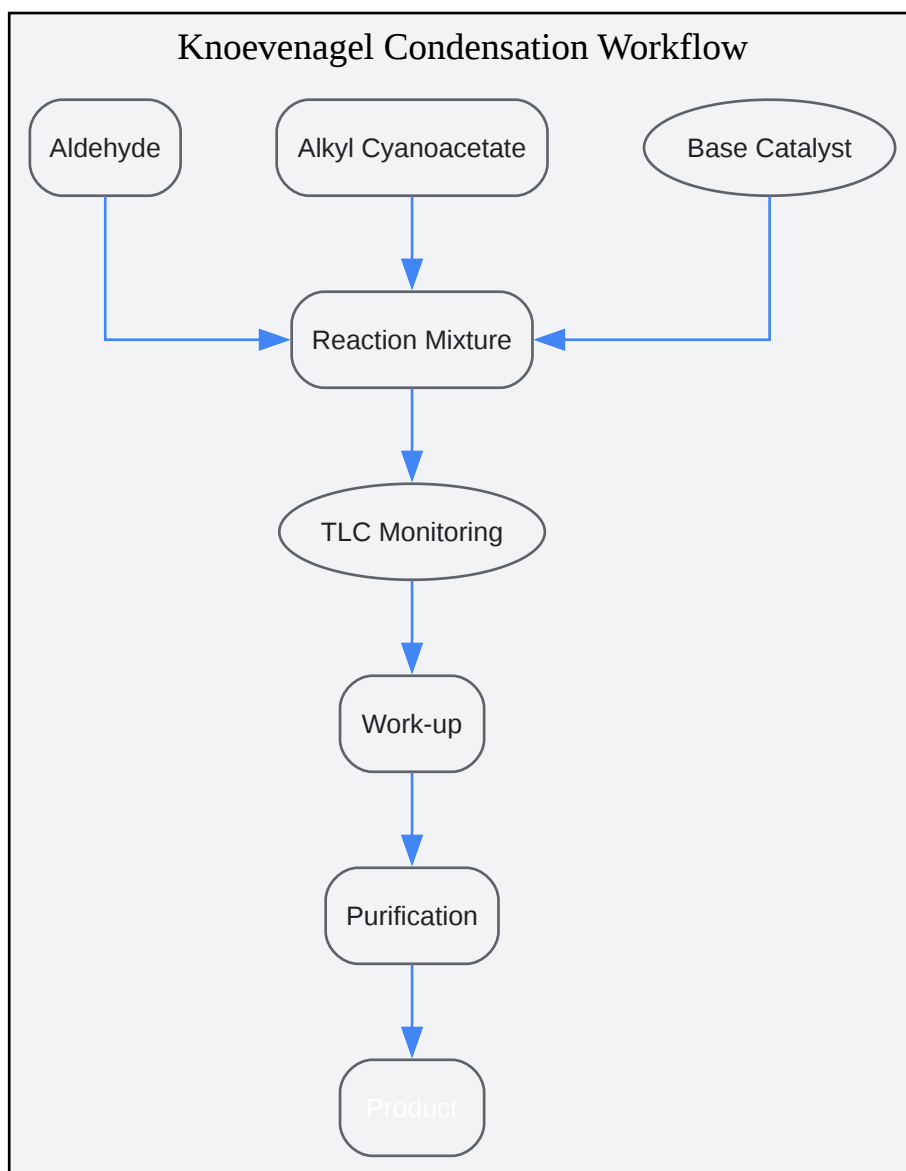 Knoevenagel Condensation Workflow
Aldehyde
Alkyl Cyanoacetate
Base Catalyst
Reaction Mixture
TLC Monitoring
Work-up
Purification
Product